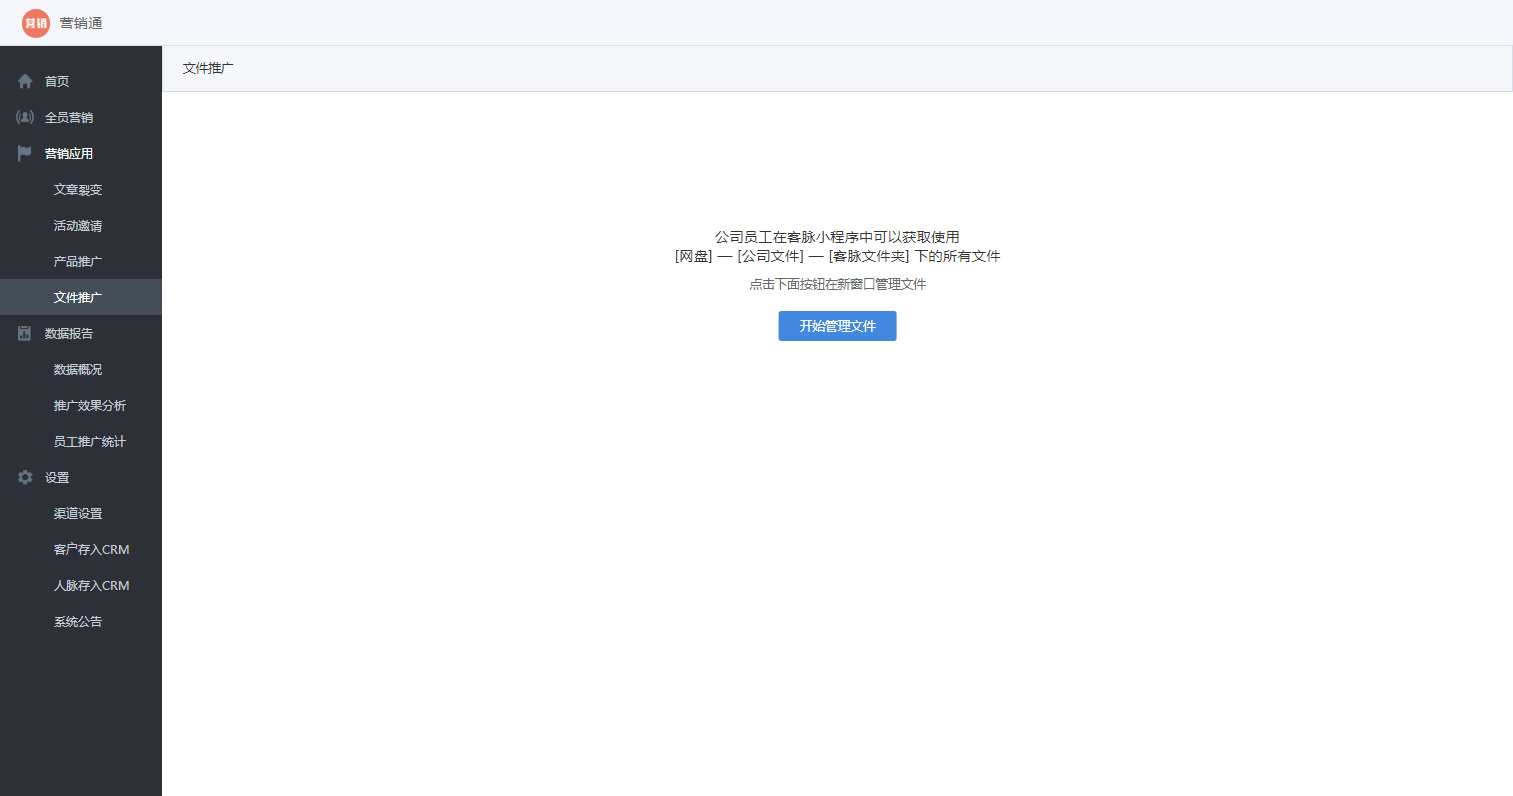 营销 营销通
首页
全员营销
营销应用
文章裂变
活动邀请
产品推广
文件推广
数据报告
数据概况
推广效果分析
员工推广统计
设置
渠道设置
客户存入CRM
人脉存入CRM
系统公告
文件推广
公司员工在客脉小程序中可以获取使用
[网盘] — [公司文件] — [客脉文件夹] 下的所有文件
点击下面按钮在新窗口管理文件
开始管理文件